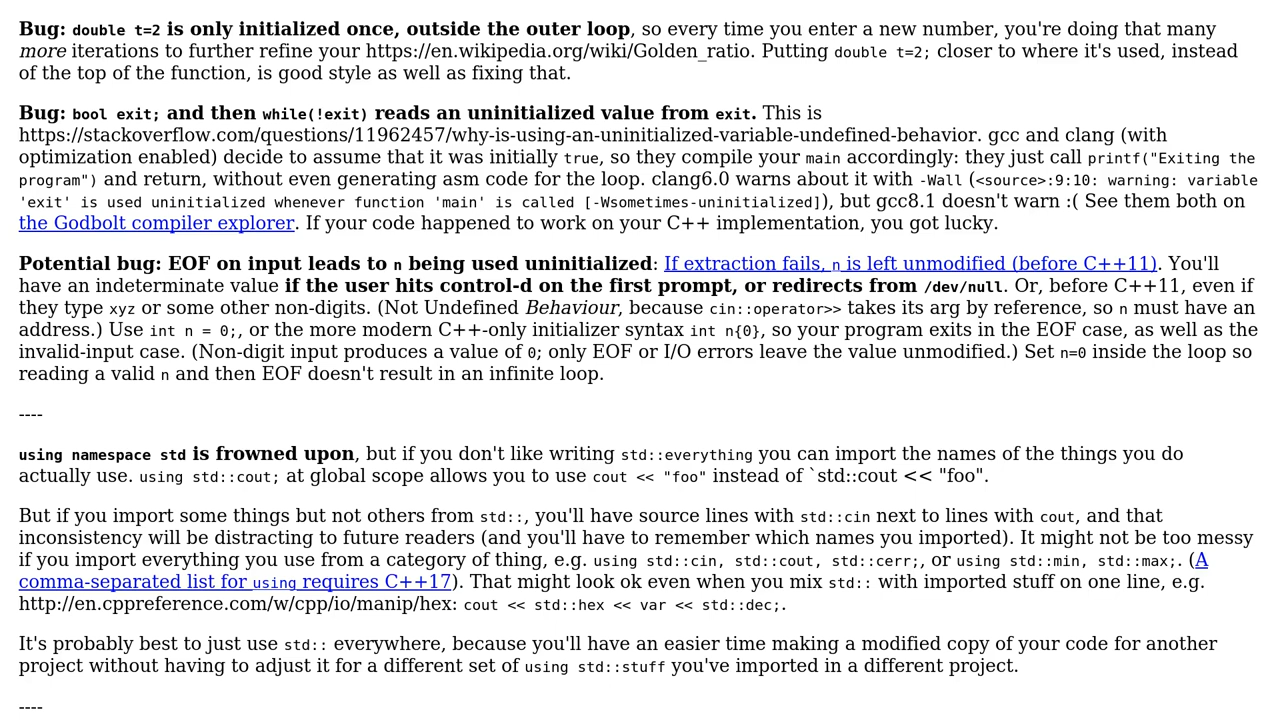 Bug: double t=2 is only initialized once, outside the outer loop, so every time you enter a new number, you're doing that many
more iterations to further refine your https://en.wikipedia.org/wiki/Golden_ratio. Putting double t=2; closer to where it's used, instead
of the top of the function, is good style as well as fixing that.
Bug: bool exit; and then while(!exit) reads an uninitialized value from exit. This is
https://stackoverflow.com/questions/11962457/why-is-using-an-uninitialized-variable-undefined-behavior. gcc and clang (with
optimization enabled) decide to assume that it was initially true, so they compile your main accordingly: they just call printf("Exiting the
program") and return, without even generating asm code for the loop. clang6.0 warns about it with -Wall (<source>:9:10: warning: variable
'exit' is used uninitialized whenever function 'main' is called [-Wsometimes-uninitialized]), but gcc8.1 doesn't warn :( See them both on
the Godbolt compiler explorer. If your code happened to work on your C++ implementation, you got lucky.
Potential bug: EOF on input leads to n being used uninitialized: If extraction fails, n is left unmodified (before C++11). You'll
have an indeterminate value if the user hits control-d on the first prompt, or redirects from /dev/null. Or, before C++11, even if
they type xyz or some other non-digits. (Not Undefined Behaviour, because cin::operator>> takes its arg by reference, so n must have an
address.) Use int n = 0;, or the more modern C++-only initializer syntax int n{0}, so your program exits in the EOF case, as well as the
invalid-input case. (Non-digit input produces a value of 0; only EOF or I/O errors leave the value unmodified.) Set n=0 inside the loop so
reading a valid n and then EOF doesn't result in an infinite loop.
----
using namespace std is frowned upon, but if you don't like writing std::everything you can import the names of the things you do
actually use. using std::cout; at global scope allows you to use cout << "foo" instead of `std::cout << "foo".
But if you import some things but not others from std::, you'll have source lines with std::cin next to lines with cout, and that
inconsistency will be distracting to future readers (and you'll have to remember which names you imported). It might not be too messy
if you import everything you use from a category of thing, e.g. using std::cin, std::cout, std::cerr;, or using std::min, std::max;. (A
comma-separated list for using requires C++17). That might look ok even when you mix std:: with imported stuff on one line, e.g.
http://en.cppreference.com/w/cpp/io/manip/hex: cout << std::hex << var << std::dec;.
It's probably best to just use std:: everywhere, because you'll have an easier time making a modified copy of your code for another
project without having to adjust it for a different set of using std::stuff you've imported in a different project.
----